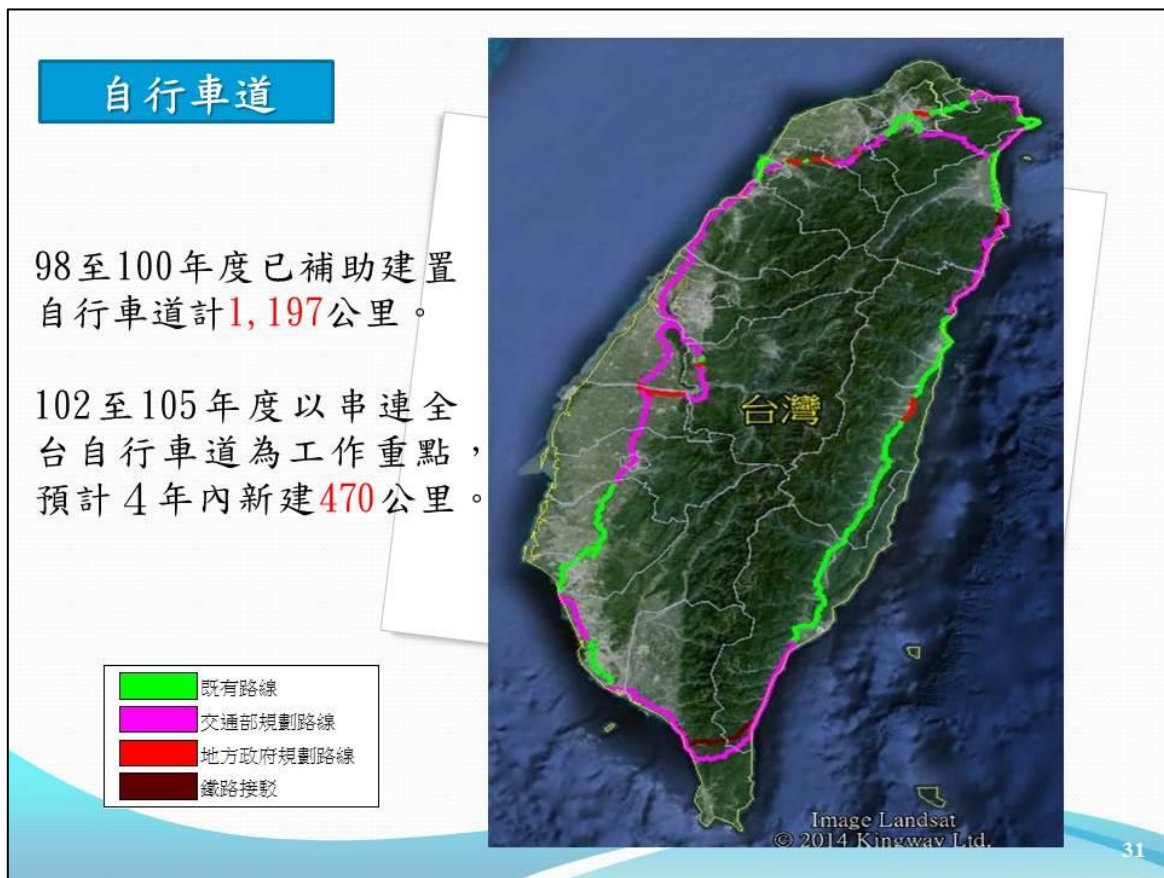 自行車道
98至100年度已補助建置
自行車道計1,197公里。
102至105年度以串連全
台自行車道為工作重點，
預計４年內新建470公里。
台灣
既有路線
交通部規劃路線
地方政府規劃路線
鐵路接駁
Image Landsat
© 2014 Kingway Ltd.
31